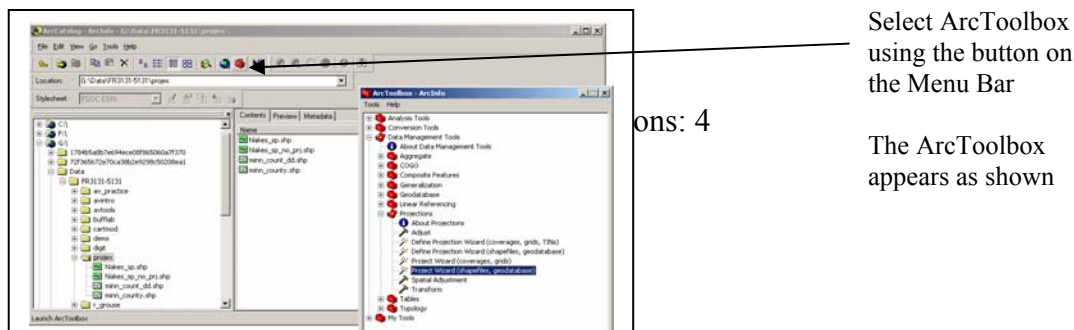 ArcCatalog - ArcInfo - G:\Data\FR3131-5131\projex
File Edit View Go Tools Help
Location: G:\Data\FR3131-5131\projex
Stylesheet: FGDC ESRI
C:\
F:\
G:\
Data
FR3131-5131
av_practice
avintro
avtools
bufflab
cartmod
dems
digit
projex
hlakes_sp.shp
hlakes_sp_no_prj.shp
minn_count_dd.shp
minn_county.shp
r_grouse
Launch ArcToolbox
Contents Preview Metadata
Name
hlakes_sp.shp
hlakes_sp_no_prj.shp
minn_count_dd.shp
minn_county.shp
ArcToolbox - ArcInfo
Tools Help
Analysis Tools
Conversion Tools
Data Management Tools
About Data Management Tools
Aggregate
COGO
Composite Features
Generalization
Geodatabase
Linear Referencing
Projections
About Projections
Adjust
Define Projection Wizard (coverages, grids, TINs)
Define Projection Wizard (shapefiles, geodatabase)
Project Wizard (coverages, grids)
Project Wizard (shapefiles, geodatabase)
Spatial Adjustment
Transform
Tables
Topology
My Tools
ons: 4
Select ArcToolbox
using the button on
the Menu Bar
The ArcToolbox
appears as shown